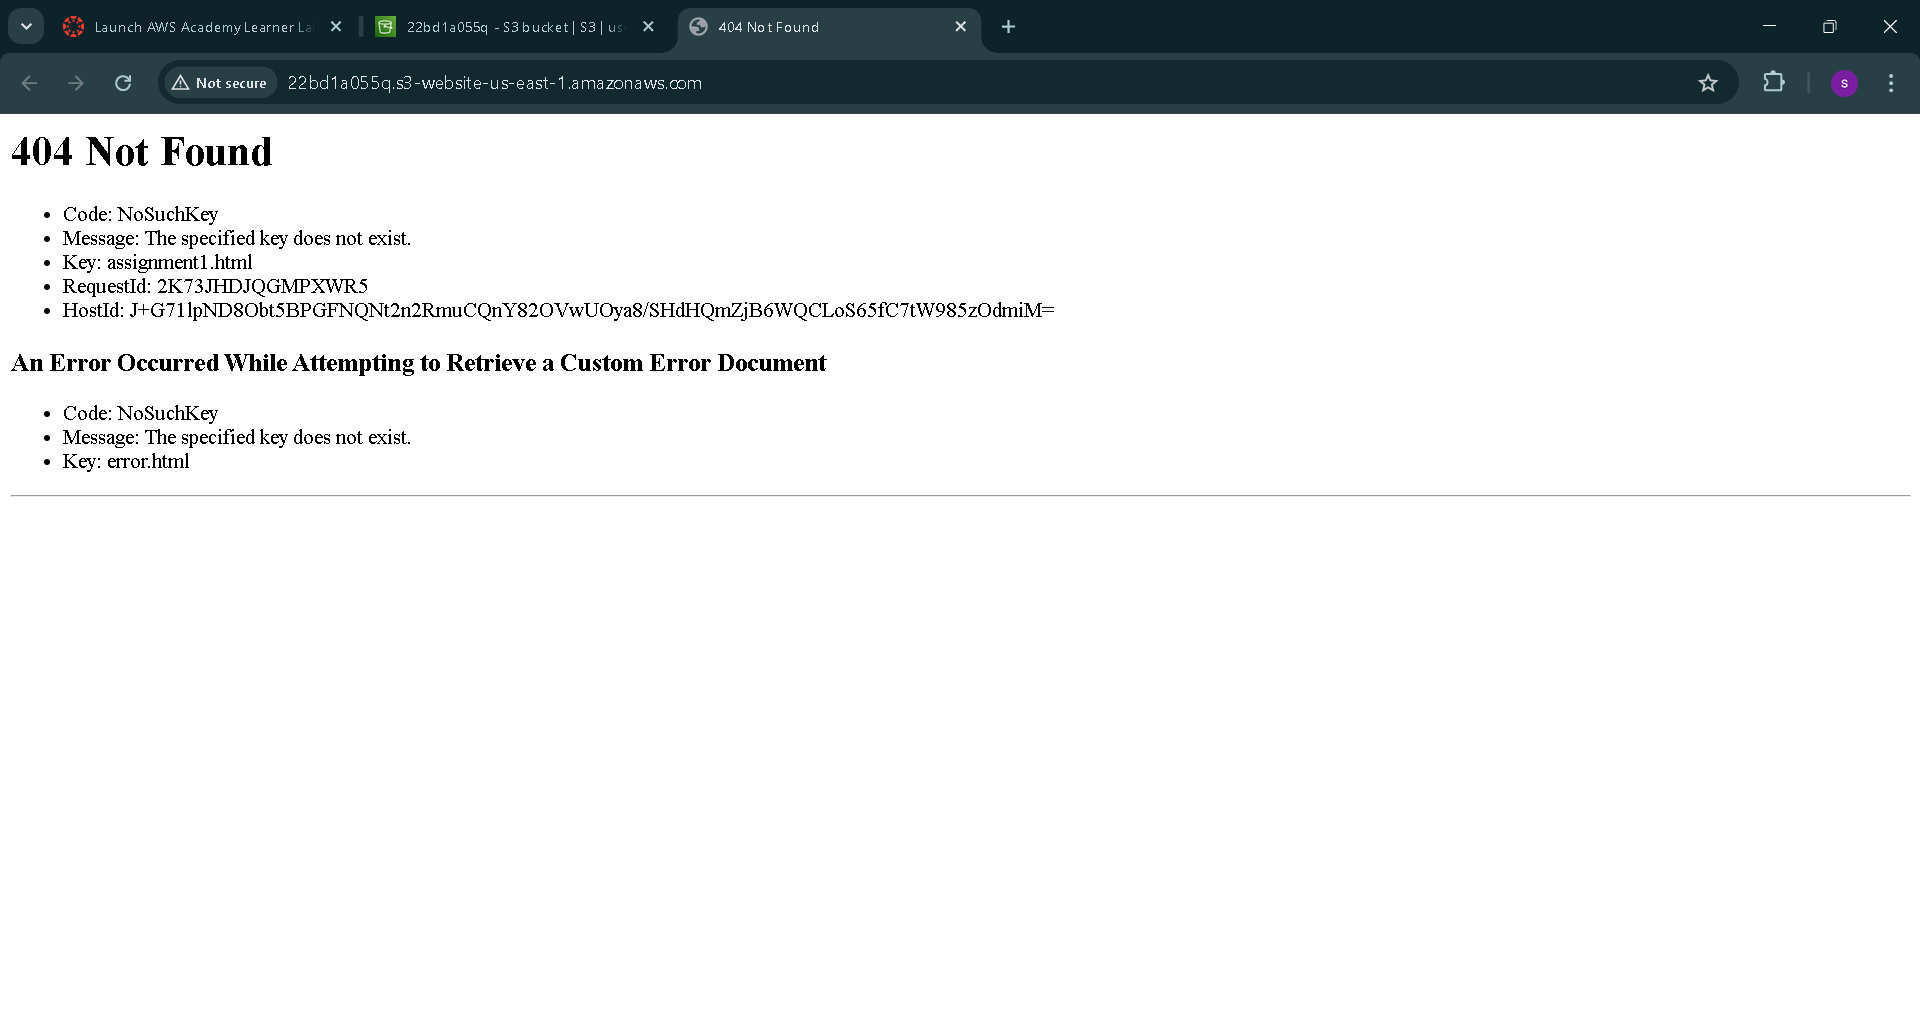 Launch AWS Academy Learner La
22bd1a055q - S3 bucket | S3 | us-
404 Not Found
Not secure
22bd1a055q.s3-website-us-east-1.amazonaws.com
s
404 Not Found
• Code: NoSuchKey
• Message: The specified key does not exist.
• Key: assignment1.html
• RequestId: 2K73JHDJQGMPXWR5
• HostId: J+G71lpND8Obt5BPGFNQNt2n2RmuCQnY82OVwUOya8/SHdHQmZjB6WQCLoS65fC7tW985zOdmiM=
An Error Occurred While Attempting to Retrieve a Custom Error Document
• Code: NoSuchKey
• Message: The specified key does not exist.
• Key: error.html